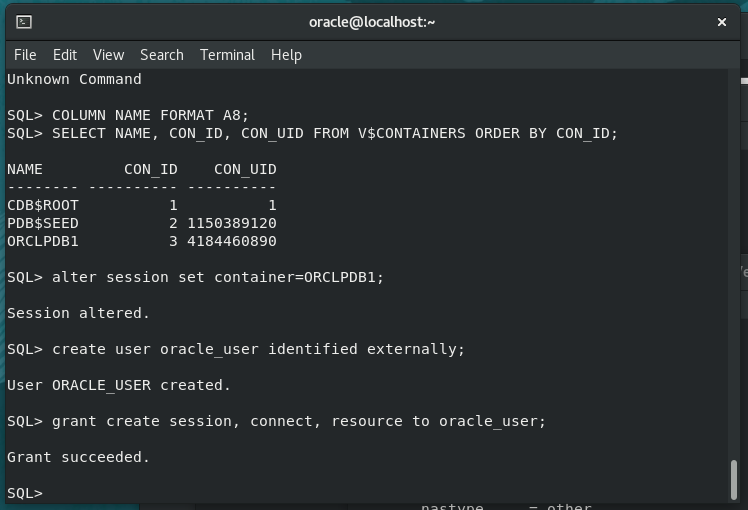 oracle@localhost:~
File Edit View Search Terminal Help
Unknown Command
SQL> COLUMN NAME FORMAT A8;
SQL> SELECT NAME, CON_ID, CON_UID FROM V$CONTAINERS ORDER BY CON_ID;
NAME CON_ID CON_UID
-------- ---------- ----------
CDB$ROOT 1 1
PDB$SEED 2 1150389120
ORCLPDB1 3 4184460890
SQL> alter session set container=ORCLPDB1;
Session altered.
SQL> create user oracle_user identified externally;
User ORACLE_USER created.
SQL> grant create session, connect, resource to oracle_user;
Grant succeeded.
SQL>